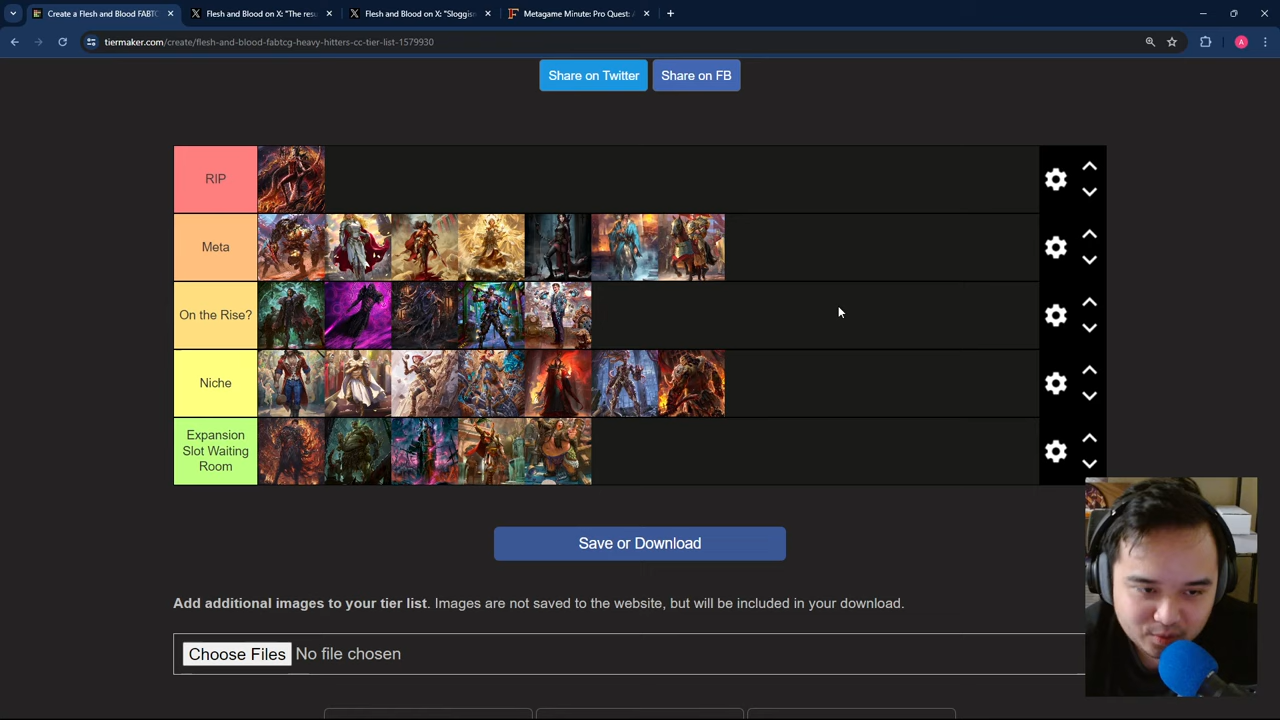 Create a Flesh and Blood FABTC
Flesh and Blood on X: "The resu
Flesh and Blood on X: "Sloggisn
Metagame Minute: Pro Quest: A
tiermaker.com/create/flesh-and-blood-fabtcg-heavy-hitters-cc-tier-list-1579930
A
Share on Twitter
Share on FB
RIP
Meta
On the Rise?
Niche
Expansion
Slot Waiting
Room
Save or Download
Add additional images to your tier list. Images are not saved to the website, but will be included in your download.
Choose Files No file chosen